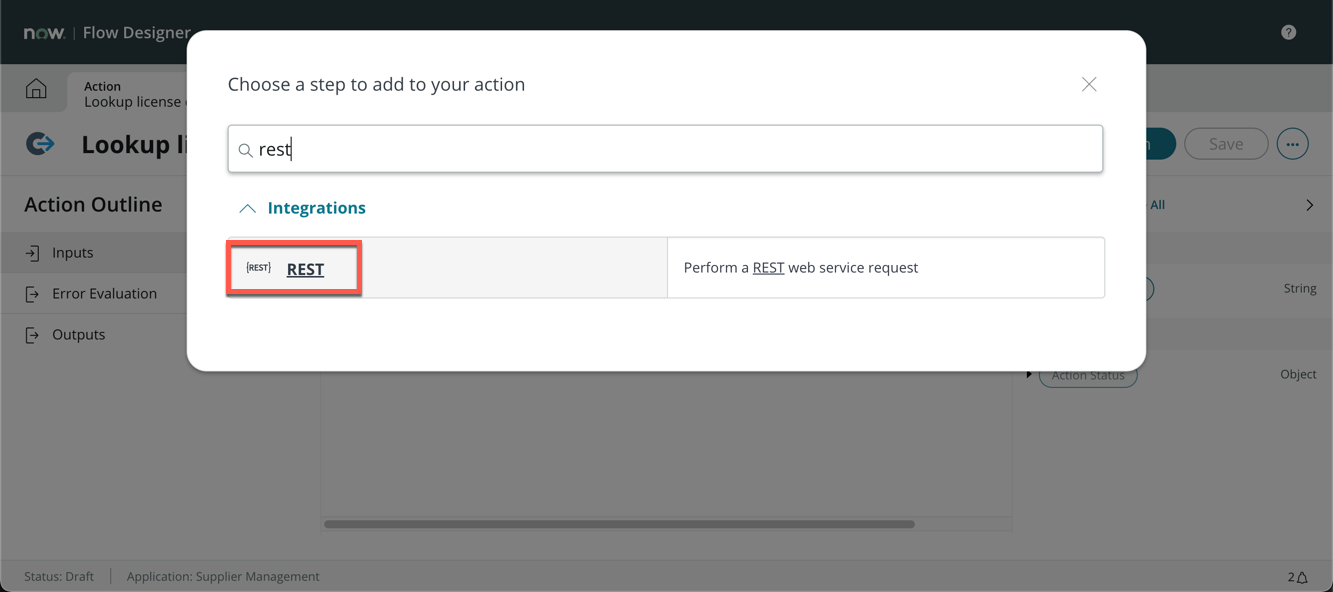 now. | Flow Designer
?
Action
Lookup license
Lookup li
Save
...
Action Outline
Inputs
Error Evaluation
Outputs
Choose a step to add to your action
rest
Integrations
{REST} REST
Perform a REST web service request
All
String
Action Status
Object
Status: Draft
Application: Supplier Management
2